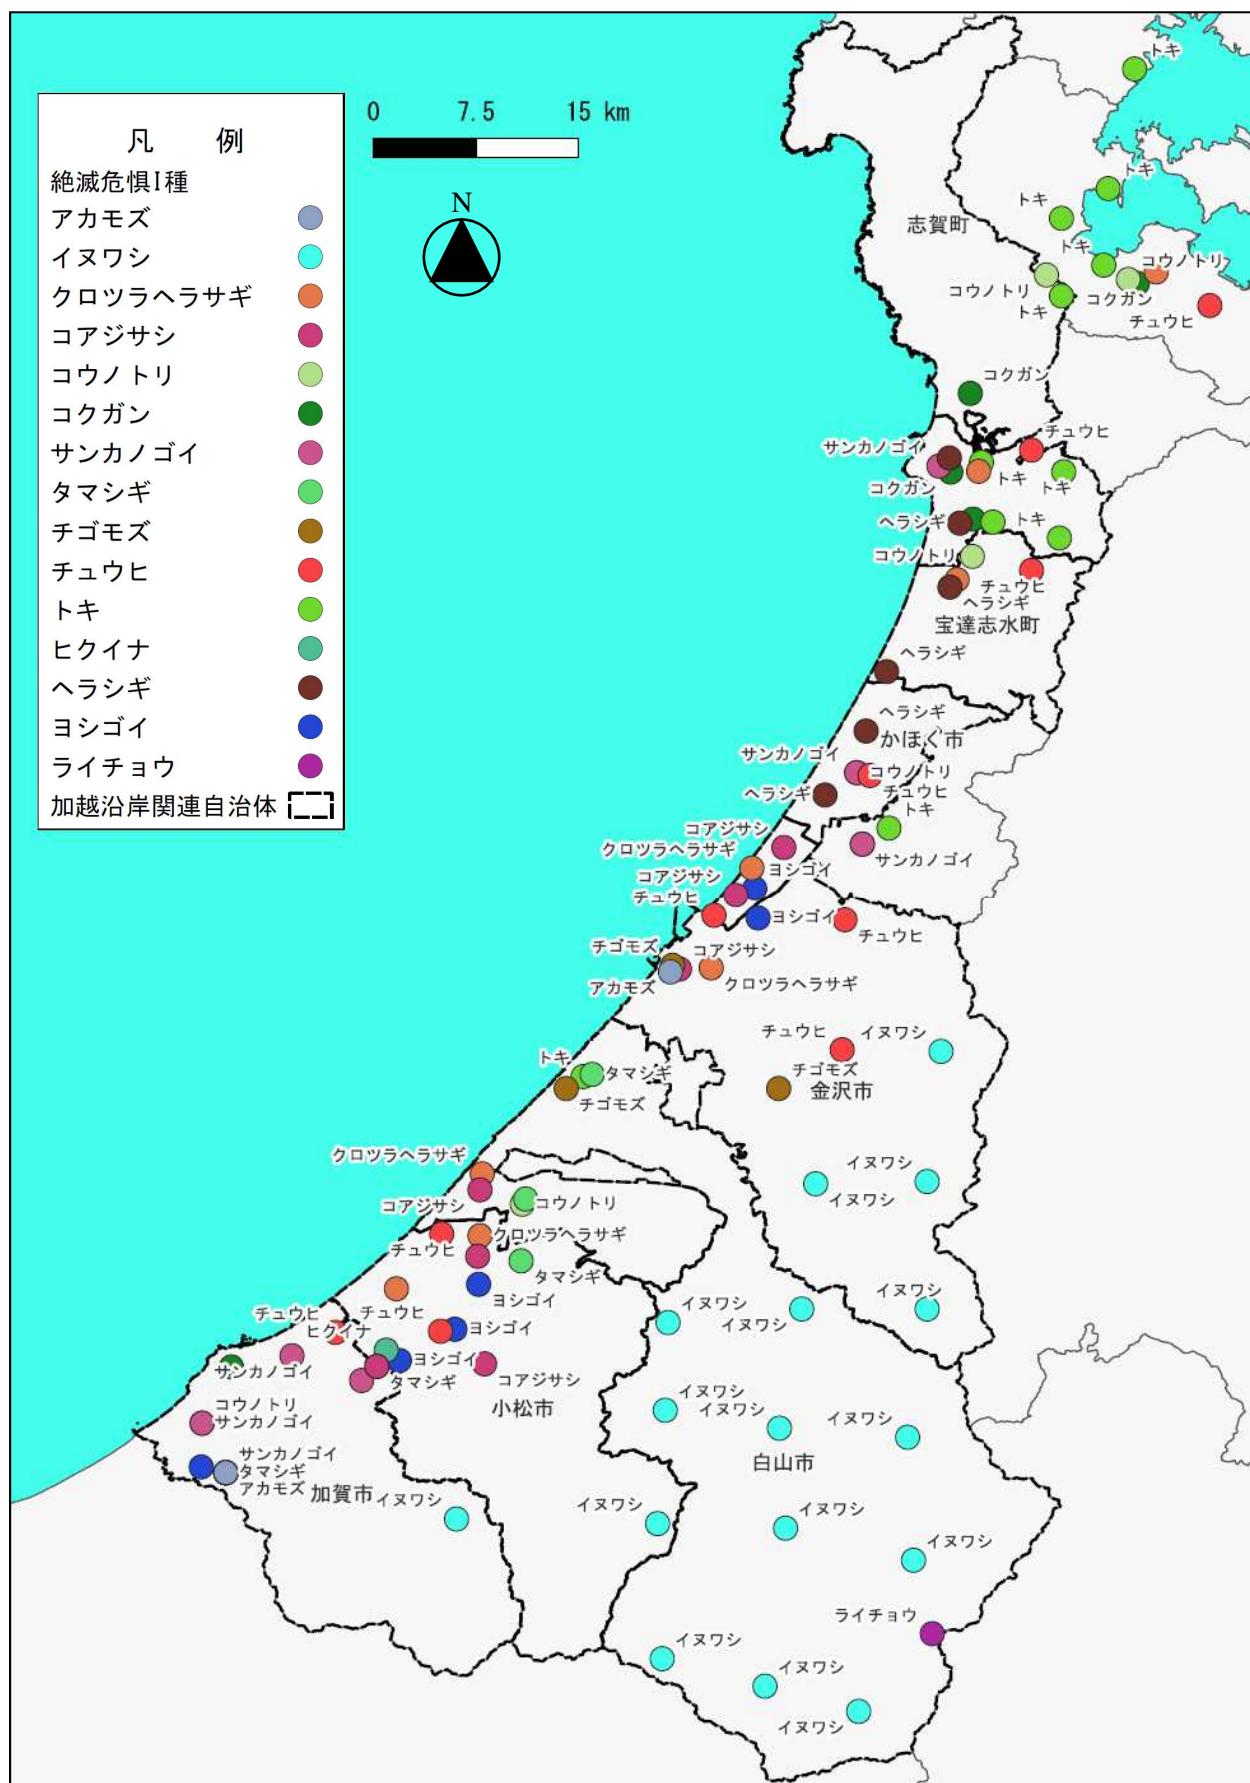 凡 例
絶滅危惧I種
アカモズ
イヌワシ
クロツラヘラサギ
コアジサシ
コウノトリ
コクガン
サンカノゴイ
タマシギ
チゴモズ
チュウヒ
トキ
ヒクイナ
ヘラシギ
ヨシゴイ
ライチョウ
加越沿岸関連自治体
0 7.5 15 km
N
トキ
トキ
トキ
志賀町
トキ
コウノトリ
コウノトリ
コクガン
トキ
チュウヒ
コクガン
チュウヒ
サンカノゴイ
トキ
トキ
コクガン
ヘラシギ
トキ
コウノトリ
チュウヒ
ヘラシギ
宝達志水町
ヘラシギ
ヘラシギ
かほく市
サンカノゴイ
コウノトリ
チュウヒ
ヘラシギ
トキ
コアジサシ
クロツラヘラサギ
サンカノゴイ
ヨシゴイ
コアジサシ
チュウヒ
ヨシゴイ
チュウヒ
チゴモズ
コアジサシ
アカモズ
クロツラヘラサギ
チュウヒ
イヌワシ
トキ
タマシギ
チゴモズ
チゴモズ
金沢市
クロツラヘラサギ
イヌワシ
イヌワシ
コアジサシ
コウノトリ
クロツラヘラサギ
チュウヒ
タマシギ
イヌワシ
ヨシゴイ
イヌワシ
イヌワシ
チュウヒ
チュウヒ
ヒクイナ
ヨシゴイ
ヨシゴイ
サンカノゴイ
タマシギ
コアジサシ
イヌワシ
イヌワシ
イヌワシ
小松市
コウノトリ
サンカノゴイ
サンカノゴイ
タマシギ
アカモズ
加賀市
イヌワシ
イヌワシ
白山市
イヌワシ
イヌワシ
ライチョウ
イヌワシ
イヌワシ
イヌワシ